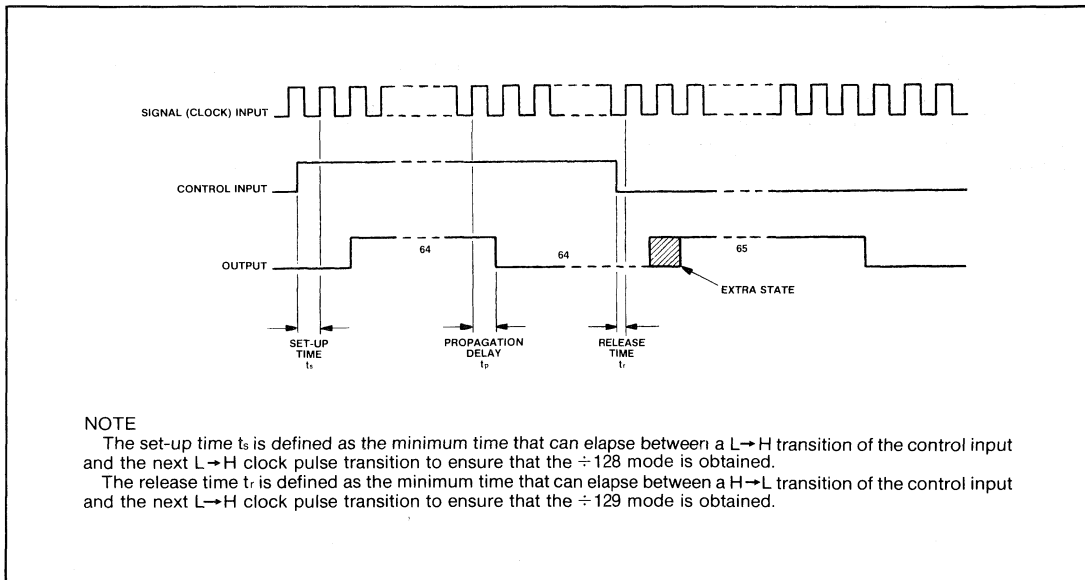 SIGNAL (CLOCK) INPUT
CONTROL INPUT
OUTPUT
64
64
65
EXTRA STATE
SET-UP
TIME
ts
PROPAGATION
DELAY
tp
RELEASE
TIME
tr
NOTE
The set-up time ts is defined as the minimum time that can elapse between a L→H transition of the control input
and the next L→H clock pulse transition to ensure that the ÷128 mode is obtained.
The release time tr is defined as the minimum time that can elapse between a H→L transition of the control input
and the next L→H clock pulse transition to ensure that the ÷129 mode is obtained.